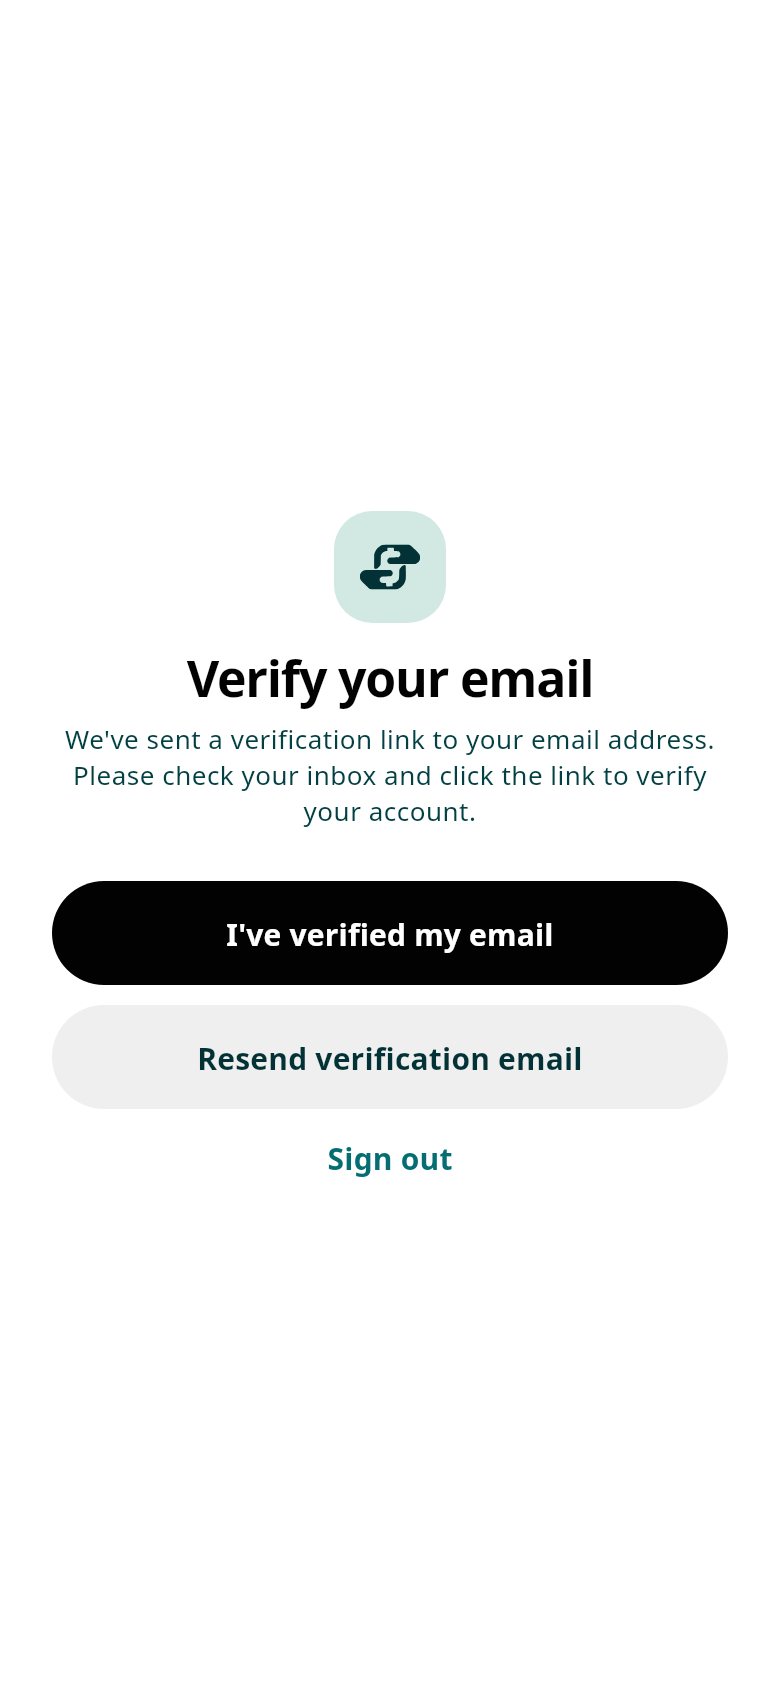 Verify your email
We've sent a verification link to your email address.
Please check your inbox and click the link to verify
your account.
I've verified my email
Resend verification email
Sign out